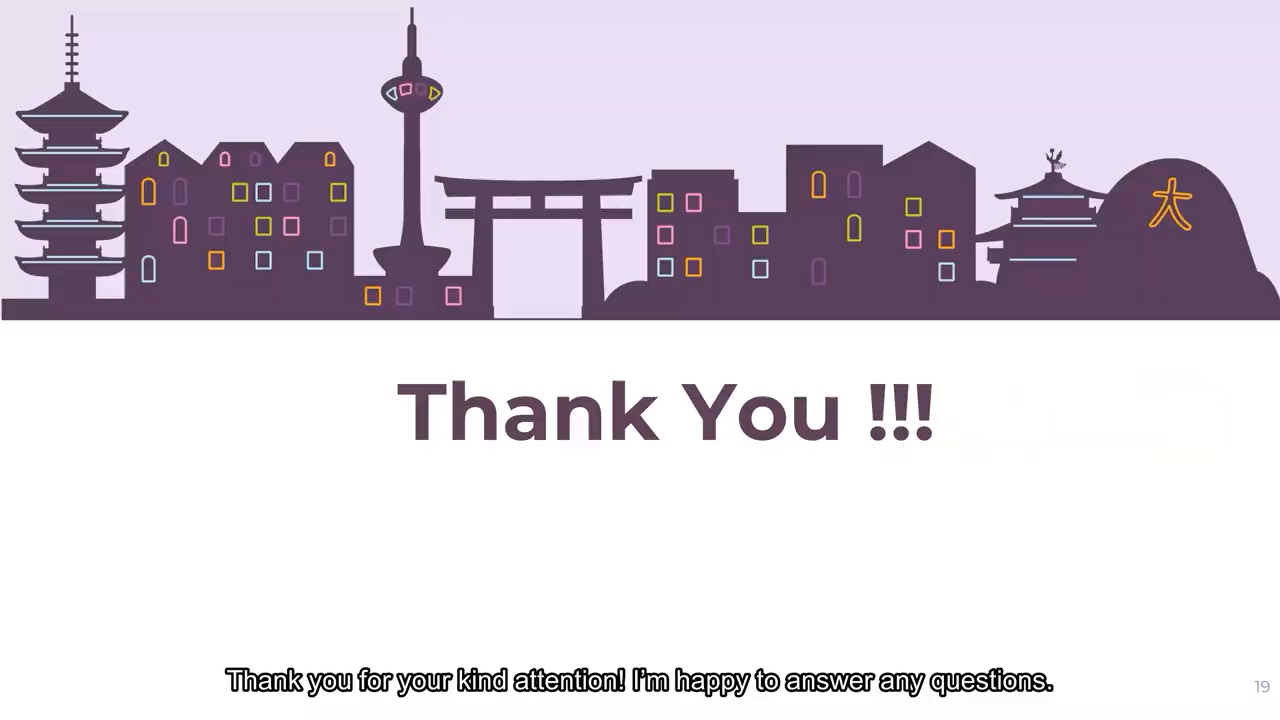 大
Thank You !!!
Thank you for your kind attention! I'm happy to answer any questions.
19